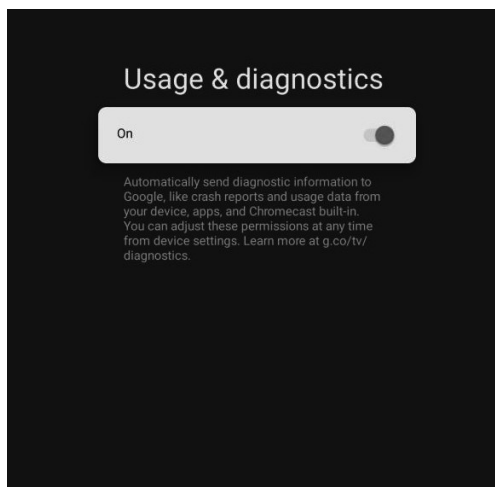 Usage & diagnostics
On
Automatically send diagnostic information to
Google, like crash reports and usage data from
your device, apps, and Chromecast built-in.
You can adjust these permissions at any time
from device settings. Learn more at g.co/tv/
diagnostics.